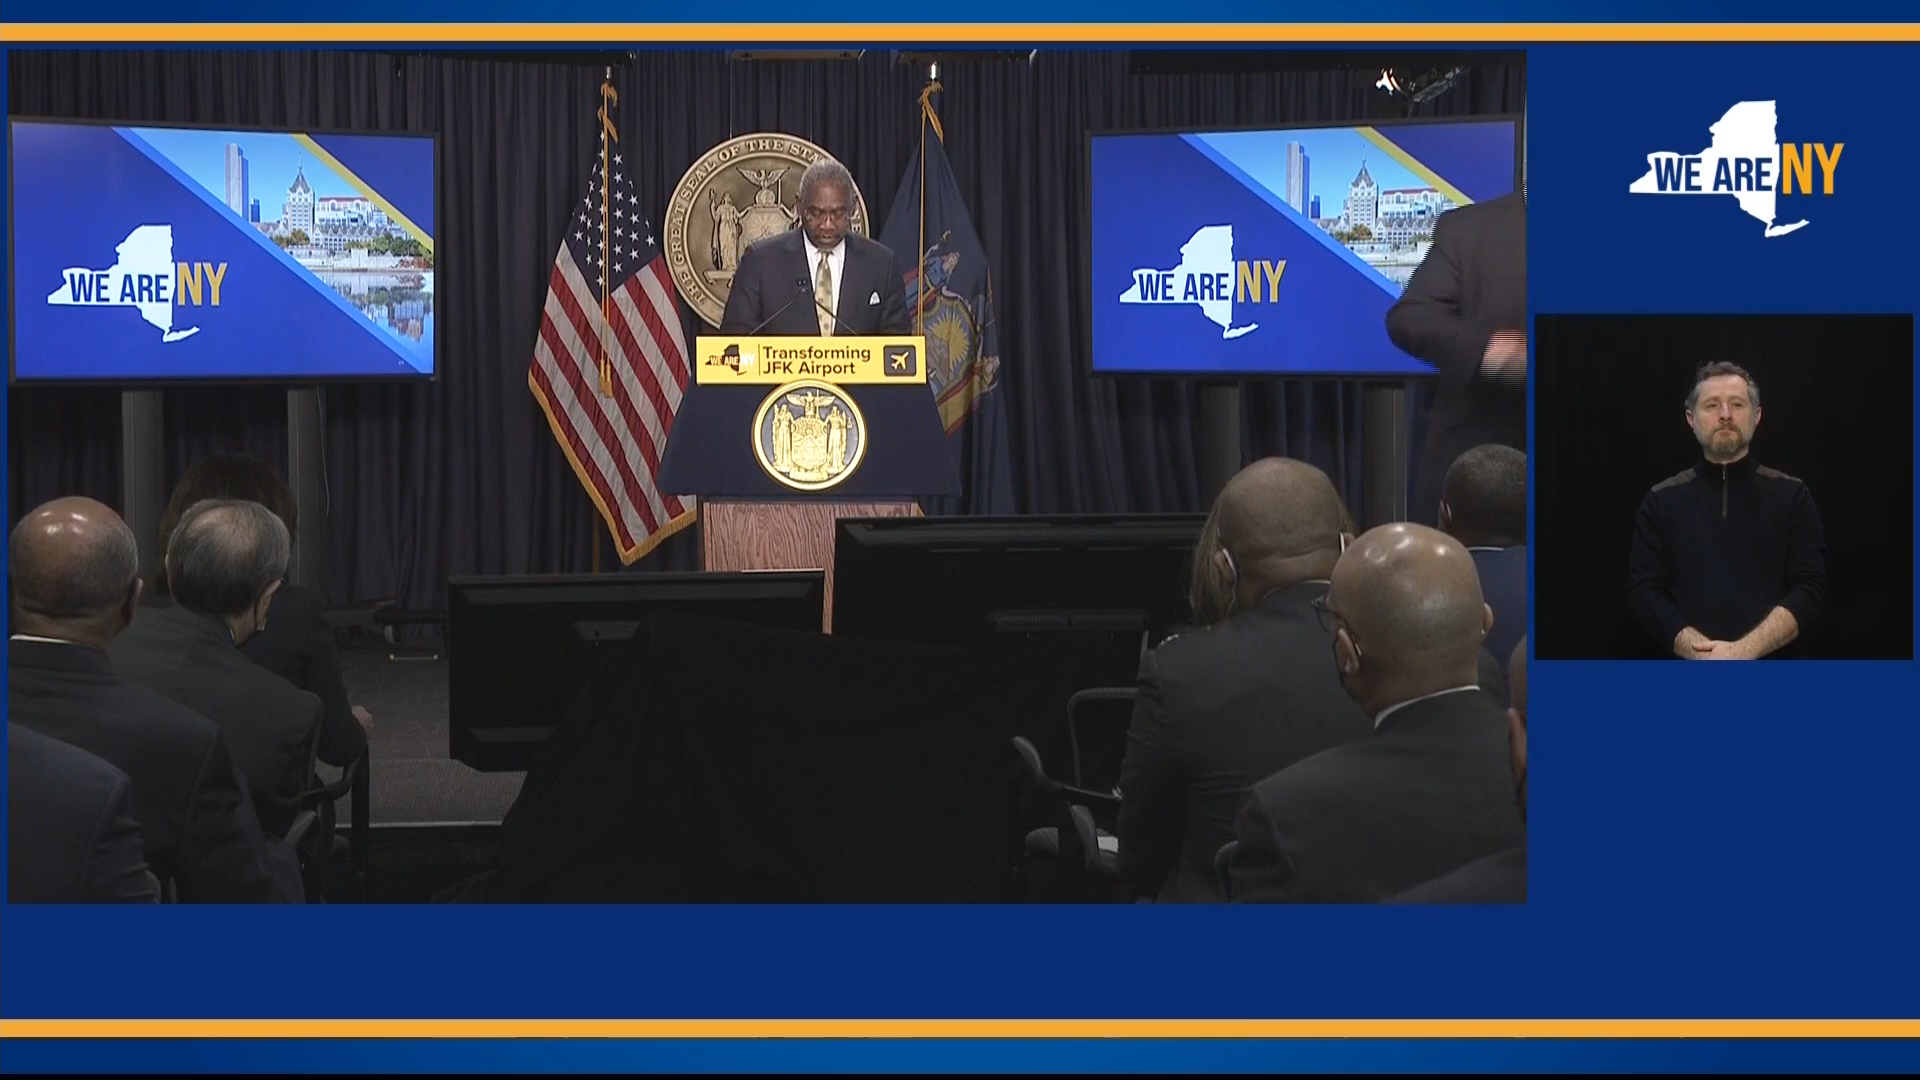 WE ARE NY
WE ARE NY
WE ARE NY
THE GREAT SEAL OF THE STA
WE ARE NY
Transforming
JFK Airport